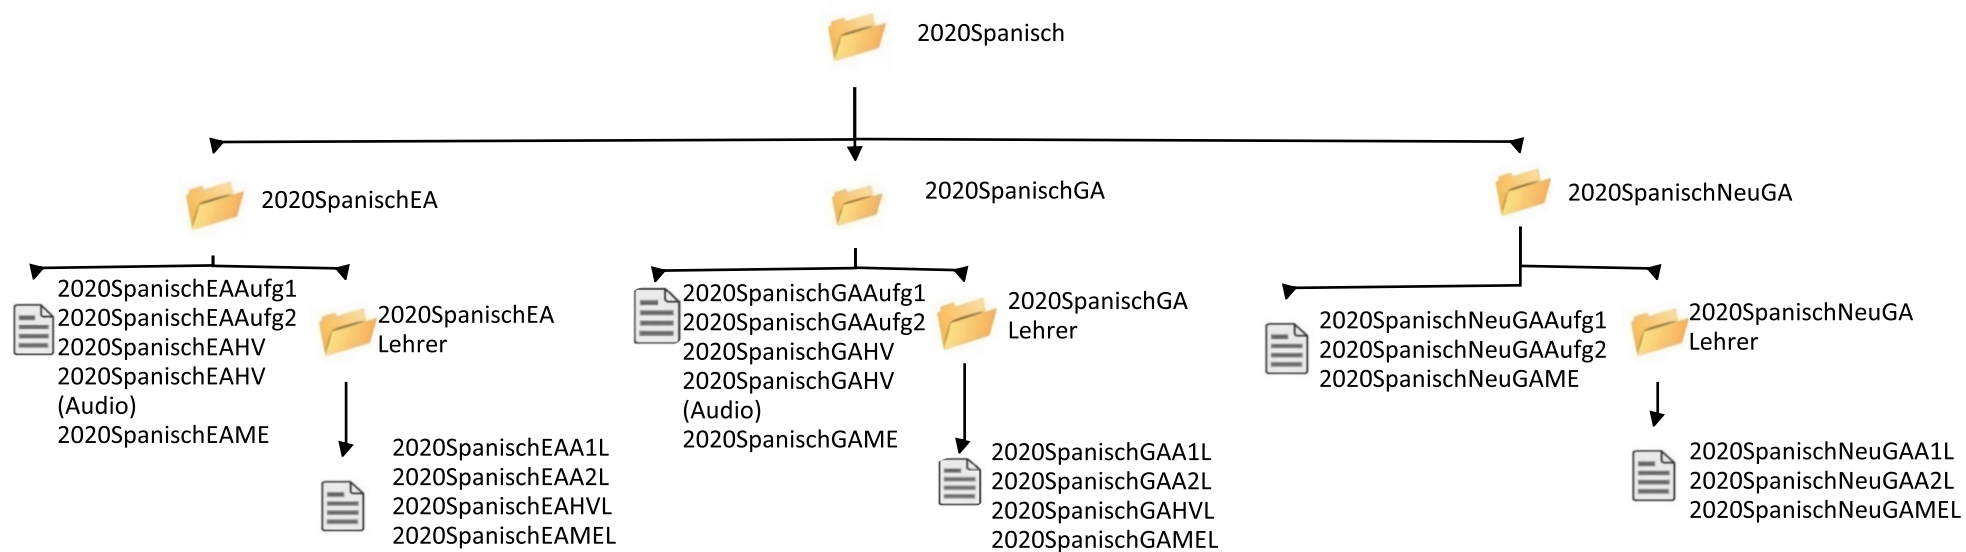 2020Spanisch
2020SpanischEA
2020SpanischGA
2020SpanischNeuGA
2020SpanischEAAufg1
2020SpanischEAAufg2
2020SpanischEAHV
2020SpanischEAHV
(Audio)
2020SpanischEAME
2020SpanischEA
Lehrer
2020SpanischEAA1L
2020SpanischEAA2L
2020SpanischEAHVL
2020SpanischEAMEL
2020SpanischGAAufg1
2020SpanischGAAufg2
2020SpanischGAHV
2020SpanischGAHV
(Audio)
2020SpanischGAME
2020SpanischGA
Lehrer
2020SpanischGAA1L
2020SpanischGAA2L
2020SpanischGAHVL
2020SpanischGAMEL
2020SpanischNeuGAAufg1
2020SpanischNeuGAAufg2
2020SpanischNeuGAME
2020SpanischNeuGA
Lehrer
2020SpanischNeuGAA1L
2020SpanischNeuGAA2L
2020SpanischNeuGAMEL